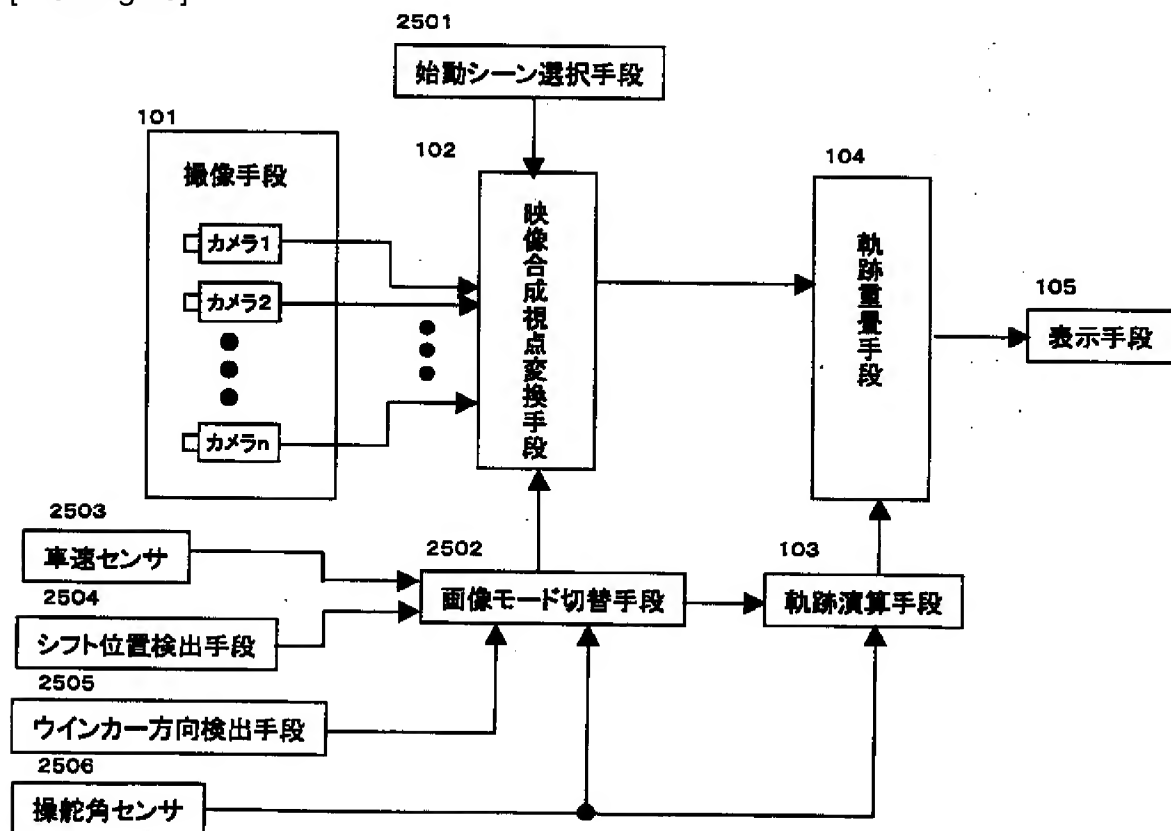 2501
始動シーン選択手段
101
撮像手段
カメラ1
カメラ2
カメラn
102
映像合成視点変換手段
104
軌跡重畳手段
105
表示手段
2503
車速センサ
2504
シフト位置検出手段
2505
ウインカー方向検出手段
2506
操舵角センサ
2502
画像モード切替手段
103
軌跡演算手段